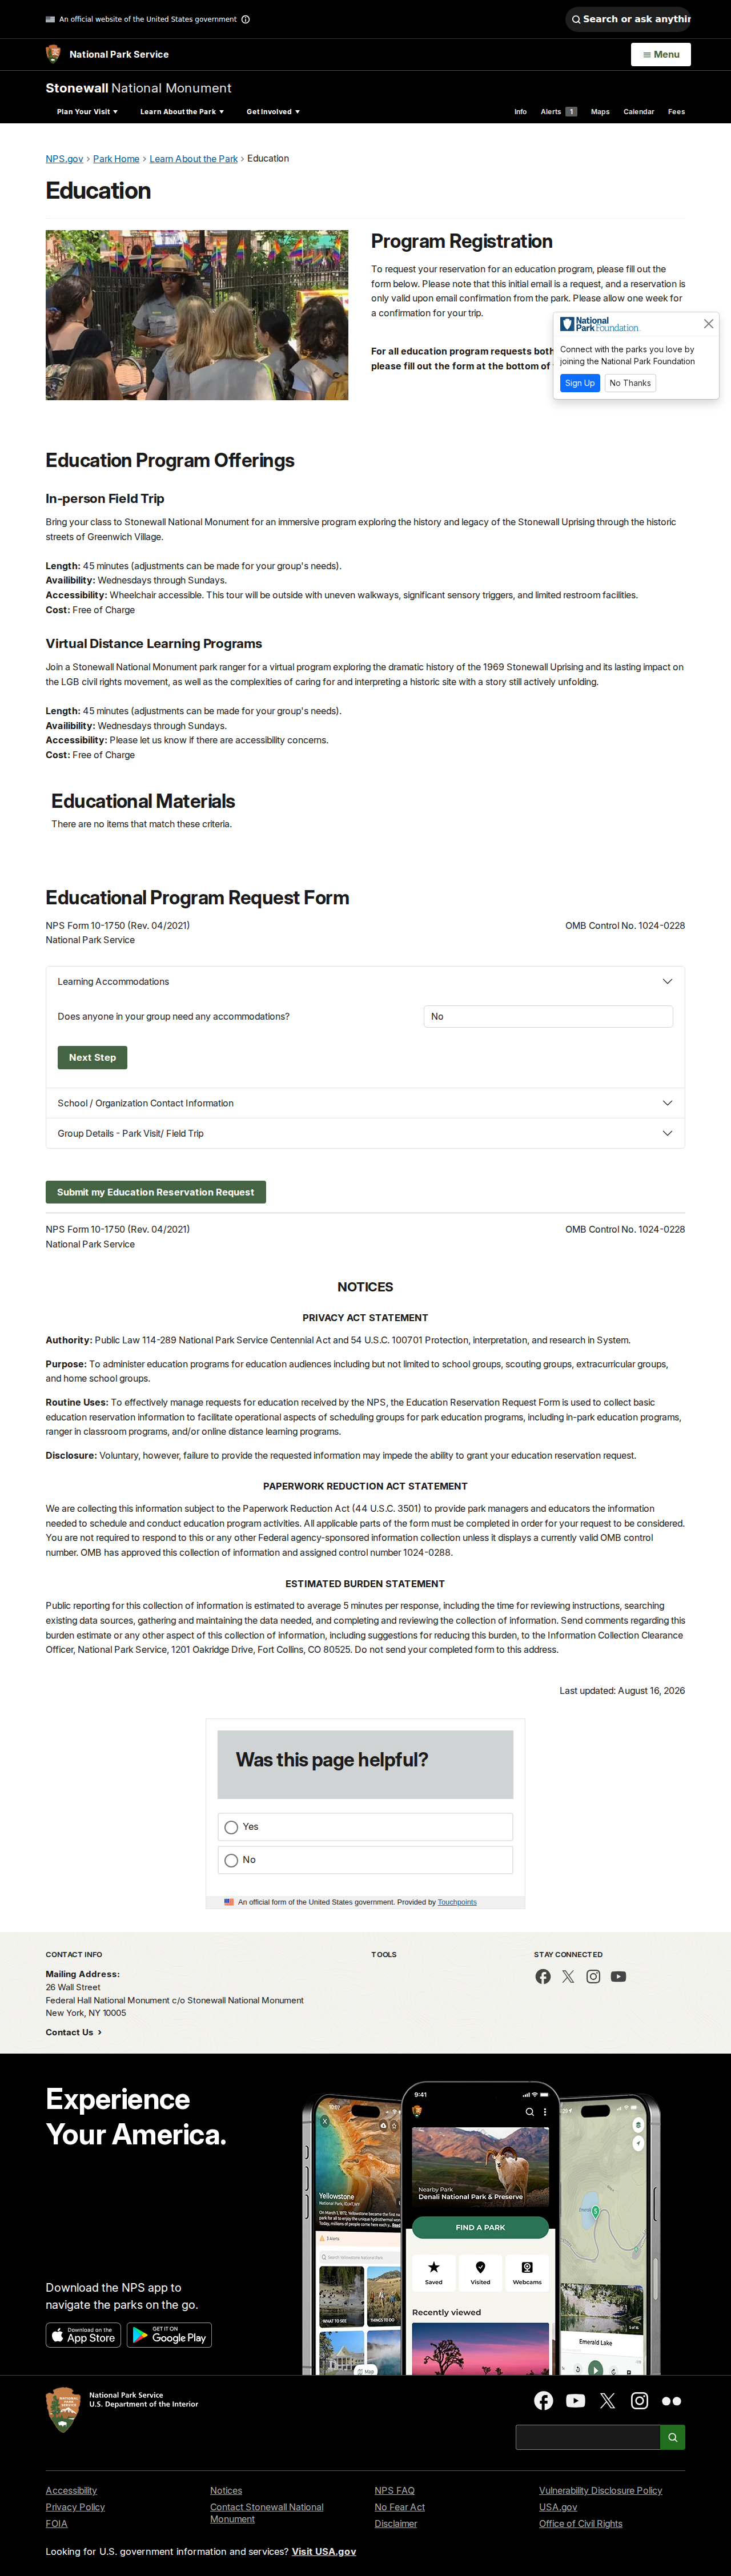 An official website of the United States government
Search or ask anythin
National Park Service
Menu
Stonewall National Monument
Plan Your Visit
Learn About the Park
Get Involved
Info
Alerts 1
Maps
Calendar
Fees
NPS.gov › Park Home › Learn About the Park › Education
Education
Program Registration
To request your reservation for an education program, please fill out the
form below. Please note that this initial email is a request, and a reservation is
only valid upon email confirmation from the park. Please allow one week for
a confirmation for your trip.
For all education program requests both
please fill out the form at the bottom of
National
Park Foundation
Connect with the parks you love by
joining the National Park Foundation
Sign Up
No Thanks
Education Program Offerings
In-person Field Trip
Bring your class to Stonewall National Monument for an immersive program exploring the history and legacy of the Stonewall Uprising through the historic
streets of Greenwich Village.
Length: 45 minutes (adjustments can be made for your group's needs).
Availibility: Wednesdays through Sundays.
Accessibility: Wheelchair accessible. This tour will be outside with uneven walkways, significant sensory triggers, and limited restroom facilities.
Cost: Free of Charge
Virtual Distance Learning Programs
Join a Stonewall National Monument park ranger for a virtual program exploring the dramatic history of the 1969 Stonewall Uprising and its lasting impact on
the LGB civil rights movement, as well as the complexities of caring for and interpreting a historic site with a story still actively unfolding.
Length: 45 minutes (adjustments can be made for your group's needs).
Availibility: Wednesdays through Sundays.
Accessibility: Please let us know if there are accessibility concerns.
Cost: Free of Charge
Educational Materials
There are no items that match these criteria.
Educational Program Request Form
NPS Form 10-1750 (Rev. 04/2021)
OMB Control No. 1024-0228
National Park Service
Learning Accommodations
Does anyone in your group need any accommodations?
No
Next Step
School / Organization Contact Information
Group Details - Park Visit/ Field Trip
Submit my Education Reservation Request
NPS Form 10-1750 (Rev. 04/2021)
OMB Control No. 1024-0228
National Park Service
NOTICES
PRIVACY ACT STATEMENT
Authority: Public Law 114-289 National Park Service Centennial Act and 54 U.S.C. 100701 Protection, interpretation, and research in System.
Purpose: To administer education programs for education audiences including but not limited to school groups, scouting groups, extracurricular groups,
and home school groups.
Routine Uses: To effectively manage requests for education received by the NPS, the Education Reservation Request Form is used to collect basic
education reservation information to facilitate operational aspects of scheduling groups for park education programs, including in-park education programs,
ranger in classroom programs, and/or online distance learning programs.
Disclosure: Voluntary, however, failure to provide the requested information may impede the ability to grant your education reservation request.
PAPERWORK REDUCTION ACT STATEMENT
We are collecting this information subject to the Paperwork Reduction Act (44 U.S.C. 3501) to provide park managers and educators the information
needed to schedule and conduct education program activities. All applicable parts of the form must be completed in order for your request to be considered.
You are not required to respond to this or any other Federal agency-sponsored information collection unless it displays a currently valid OMB control
number. OMB has approved this collection of information and assigned control number 1024-0288.
ESTIMATED BURDEN STATEMENT
Public reporting for this collection of information is estimated to average 5 minutes per response, including the time for reviewing instructions, searching
existing data sources, gathering and maintaining the data needed, and completing and reviewing the collection of information. Send comments regarding this
burden estimate or any other aspect of this collection of information, including suggestions for reducing this burden, to the Information Collection Clearance
Officer, National Park Service, 1201 Oakridge Drive, Fort Collins, CO 80525. Do not send your completed form to this address.
Last updated: August 16, 2026
Was this page helpful?
Yes
No
An official form of the United States government. Provided by Touchpoints
CONTACT INFO
Mailing Address:
26 Wall Street
Federal Hall National Monument c/o Stonewall National Monument
New York, NY 10005
Contact Us
TOOLS
STAY CONNECTED
Experience
Your America.
Download the NPS app to
navigate the parks on the go.
Download on the
App Store
GET IT ON
Google Play
Yellowstone
3 Alerts
WHAT TO SEE
THINGS TO DO
Map
9:41
Nearby Park
Denali National Park & Preserve
FIND A PARK
Saved
Visited
Webcams
Recently viewed
Emerald Lake
National Park Service
U.S. Department of the Interior
Accessibility
Privacy Policy
FOIA
Notices
Contact Stonewall National
Monument
NPS FAQ
No Fear Act
Disclaimer
Vulnerability Disclosure Policy
USA.gov
Office of Civil Rights
Looking for U.S. government information and services? Visit USA.gov